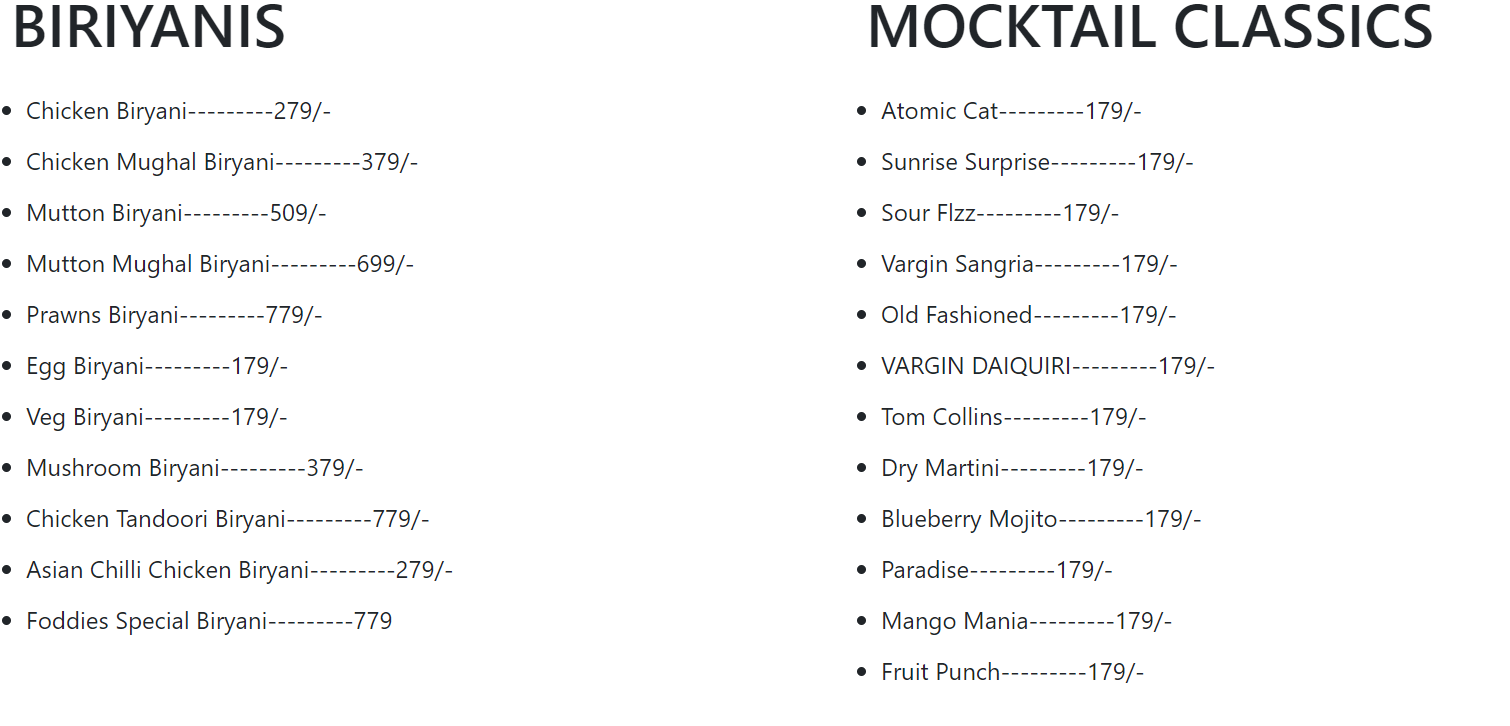 BIRIYANIS
Chicken Biryani---------279/-
Chicken Mughal Biryani---------379/-
Mutton Biryani---------509/-
Mutton Mughal Biryani---------699/-
Prawns Biryani---------779/-
Egg Biryani---------179/-
Veg Biryani---------179/-
Mushroom Biryani---------379/-
Chicken Tandoori Biryani---------779/-
Asian Chilli Chicken Biryani---------279/-
Foddies Special Biryani---------779
MOCKTAIL CLASSICS
Atomic Cat---------179/-
Sunrise Surprise---------179/-
Sour Flzz---------179/-
Vargin Sangria---------179/-
Old Fashioned---------179/-
VARGIN DAIQUIRI---------179/-
Tom Collins---------179/-
Dry Martini---------179/-
Blueberry Mojito---------179/-
Paradise---------179/-
Mango Mania---------179/-
Fruit Punch---------179/-